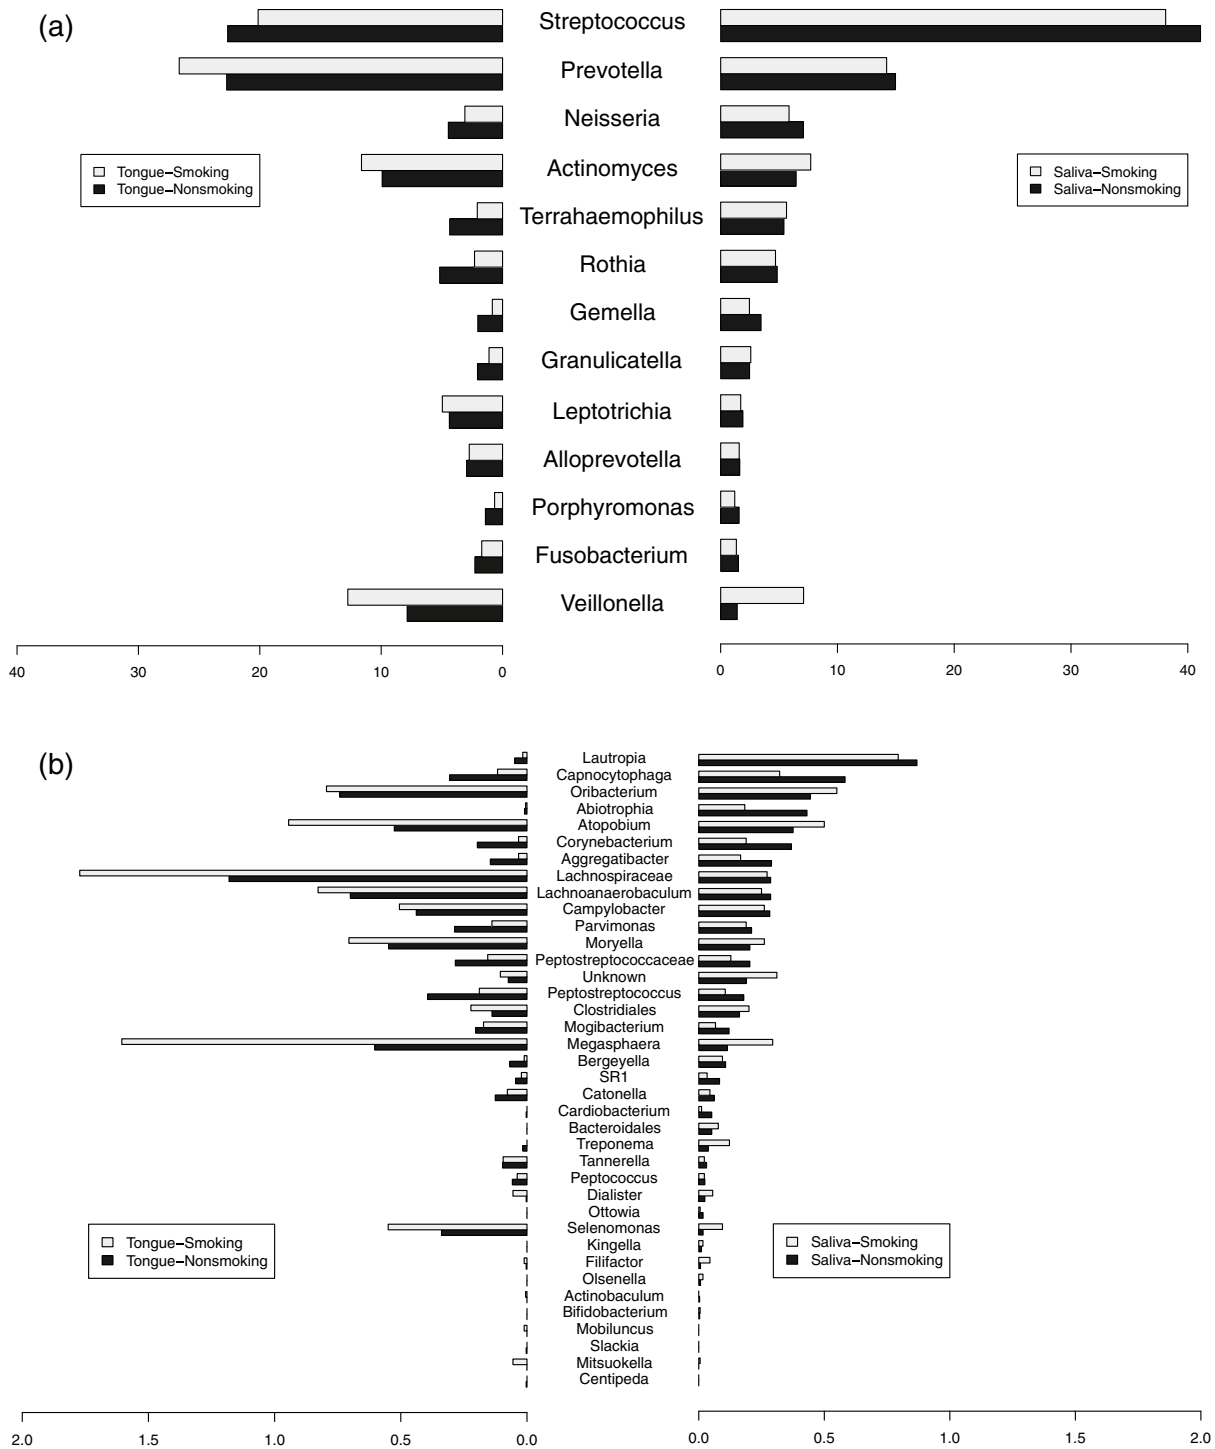 (a)
Streptococcus
Prevotella
Neisseria
Actinomyces
Terrahaemophilus
Rothia
Gemella
Granulicatella
Leptotrichia
Alloprevotella
Porphyromonas
Fusobacterium
Veillonella
Tongue−Smoking
Tongue−Nonsmoking
Saliva−Smoking
Saliva−Nonsmoking
40 30 20 10 0
0 10 20 30 40
(b)
Lautropia
Capnocytophaga
Oribacterium
Abiotrophia
Atopobium
Corynebacterium
Aggregatibacter
Lachnospiraceae
Lachnoanaerobaculum
Campylobacter
Parvimonas
Moryella
Peptostreptococcaceae
Unknown
Peptostreptococcus
Clostridiales
Mogibacterium
Megasphaera
Bergeyella
SR1
Catonella
Cardiobacterium
Bacteroidales
Treponema
Tannerella
Peptococcus
Dialister
Ottowia
Selenomonas
Kingella
Filifactor
Olsenella
Actinobaculum
Bifidobacterium
Mobiluncus
Slackia
Mitsuokella
Centipeda
Tongue−Smoking
Tongue−Nonsmoking
Saliva−Smoking
Saliva−Nonsmoking
2.0 1.5 1.0 0.5 0.0
0.0 0.5 1.0 1.5 2.0